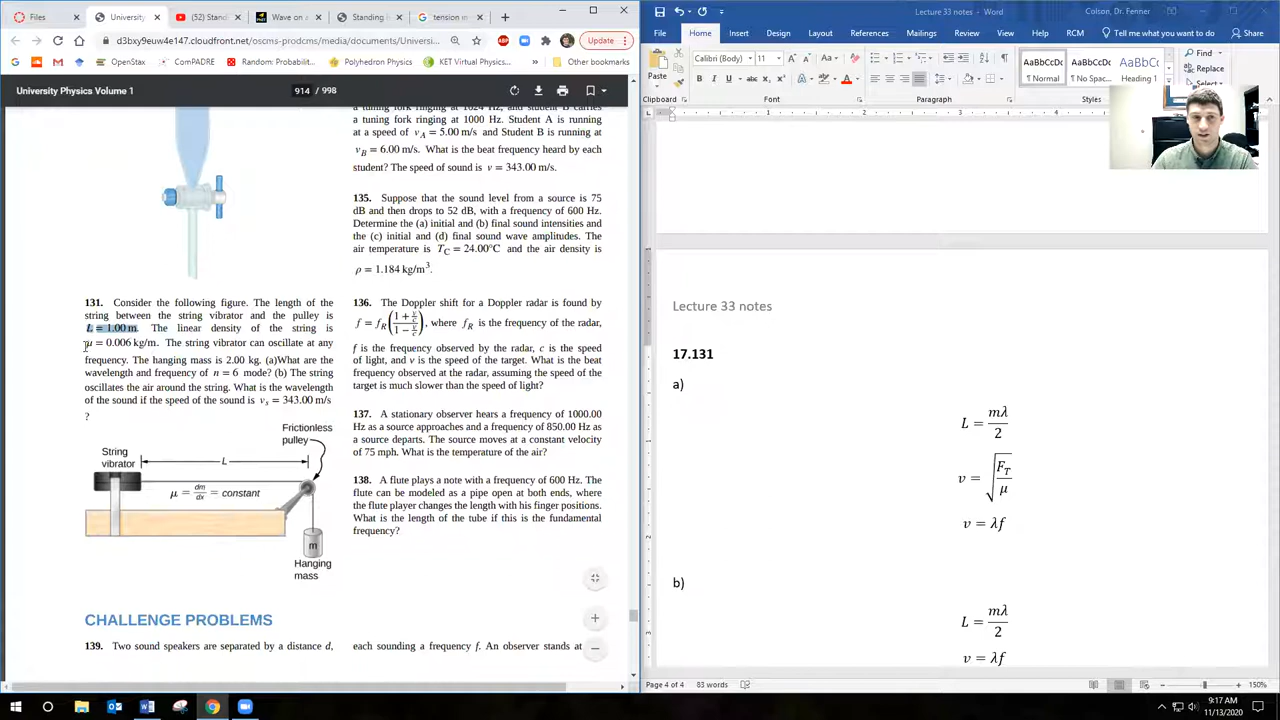 Files
University
(52) Stand
Wave on a
Standing
tension m
d3bxy9euw4e147.cloudfront.net/oscms-prodcms/media/documents/Universi...
Update
OpenStax
ComPADRE
Random::Probabilit...
Polyhedron Physics
KET Virtual Physics...
»
Other bookmarks
University Physics Volume 1
914 / 998
a tuning fork ringing at 1024 Hz, and student B carries
a tuning fork ringing at 1000 Hz. Student A is running
at a speed of v_A = 5.00 m/s and Student B is running at
v_B = 6.00 m/s. What is the beat frequency heard by each
student? The speed of sound is v = 343.00 m/s.
135. Suppose that the sound level from a source is 75
dB and then drops to 52 dB, with a frequency of 600 Hz.
Determine the (a) initial and (b) final sound intensities and
the (c) initial and (d) final sound wave amplitudes. The
air temperature is T_C = 24.00°C and the air density is
ρ = 1.184 kg/m³.
131. Consider the following figure. The length of the
string between the string vibrator and the pulley is
L = 1.00 m. The linear density of the string is
μ = 0.006 kg/m. The string vibrator can oscillate at any
frequency. The hanging mass is 2.00 kg. (a)What are the
wavelength and frequency of n = 6 mode? (b) The string
oscillates the air around the string. What is the wavelength
of the sound if the speed of the sound is v_s = 343.00 m/s
?
String
vibrator
Frictionless
pulley
L
μ = dm/dx = constant
m
Hanging
mass
136. The Doppler shift for a Doppler radar is found by
f = f_R((1 + v/c)/(1 − v/c)), where f_R is the frequency of the radar,
f is the frequency observed by the radar, c is the speed
of light, and v is the speed of the target. What is the beat
frequency observed at the radar, assuming the speed of the
target is much slower than the speed of light?
137. A stationary observer hears a frequency of 1000.00
Hz as a source approaches and a frequency of 850.00 Hz as
a source departs. The source moves at a constant velocity
of 75 mph. What is the temperature of the air?
138. A flute plays a note with a frequency of 600 Hz. The
flute can be modeled as a pipe open at both ends, where
the flute player changes the length with his finger positions.
What is the length of the tube if this is the fundamental
frequency?
CHALLENGE PROBLEMS
139. Two sound speakers are separated by a distance d,
each sounding a frequency f. An observer stands at
Lecture 33 notes - Word
Colson, Dr. Fenner
File
Home
Insert
Design
Layout
References
Mailings
Review
View
Help
RCM
Tell me what you want to do
Share
Paste
Calibri (Body)
11
Clipboard
Font
Paragraph
Styles
AaBbCcDc
¶ Normal
AaBbCcDc
¶ No Spac...
AaBbC
Heading 1
Find
Replace
Select
Lecture 33 notes
17.131
a)
L = mλ/2
v = √(F_T/μ)
v = λf
b)
L = mλ/2
v = λf
Page 4 of 4
83 words
150%
9:17 AM
11/13/2020